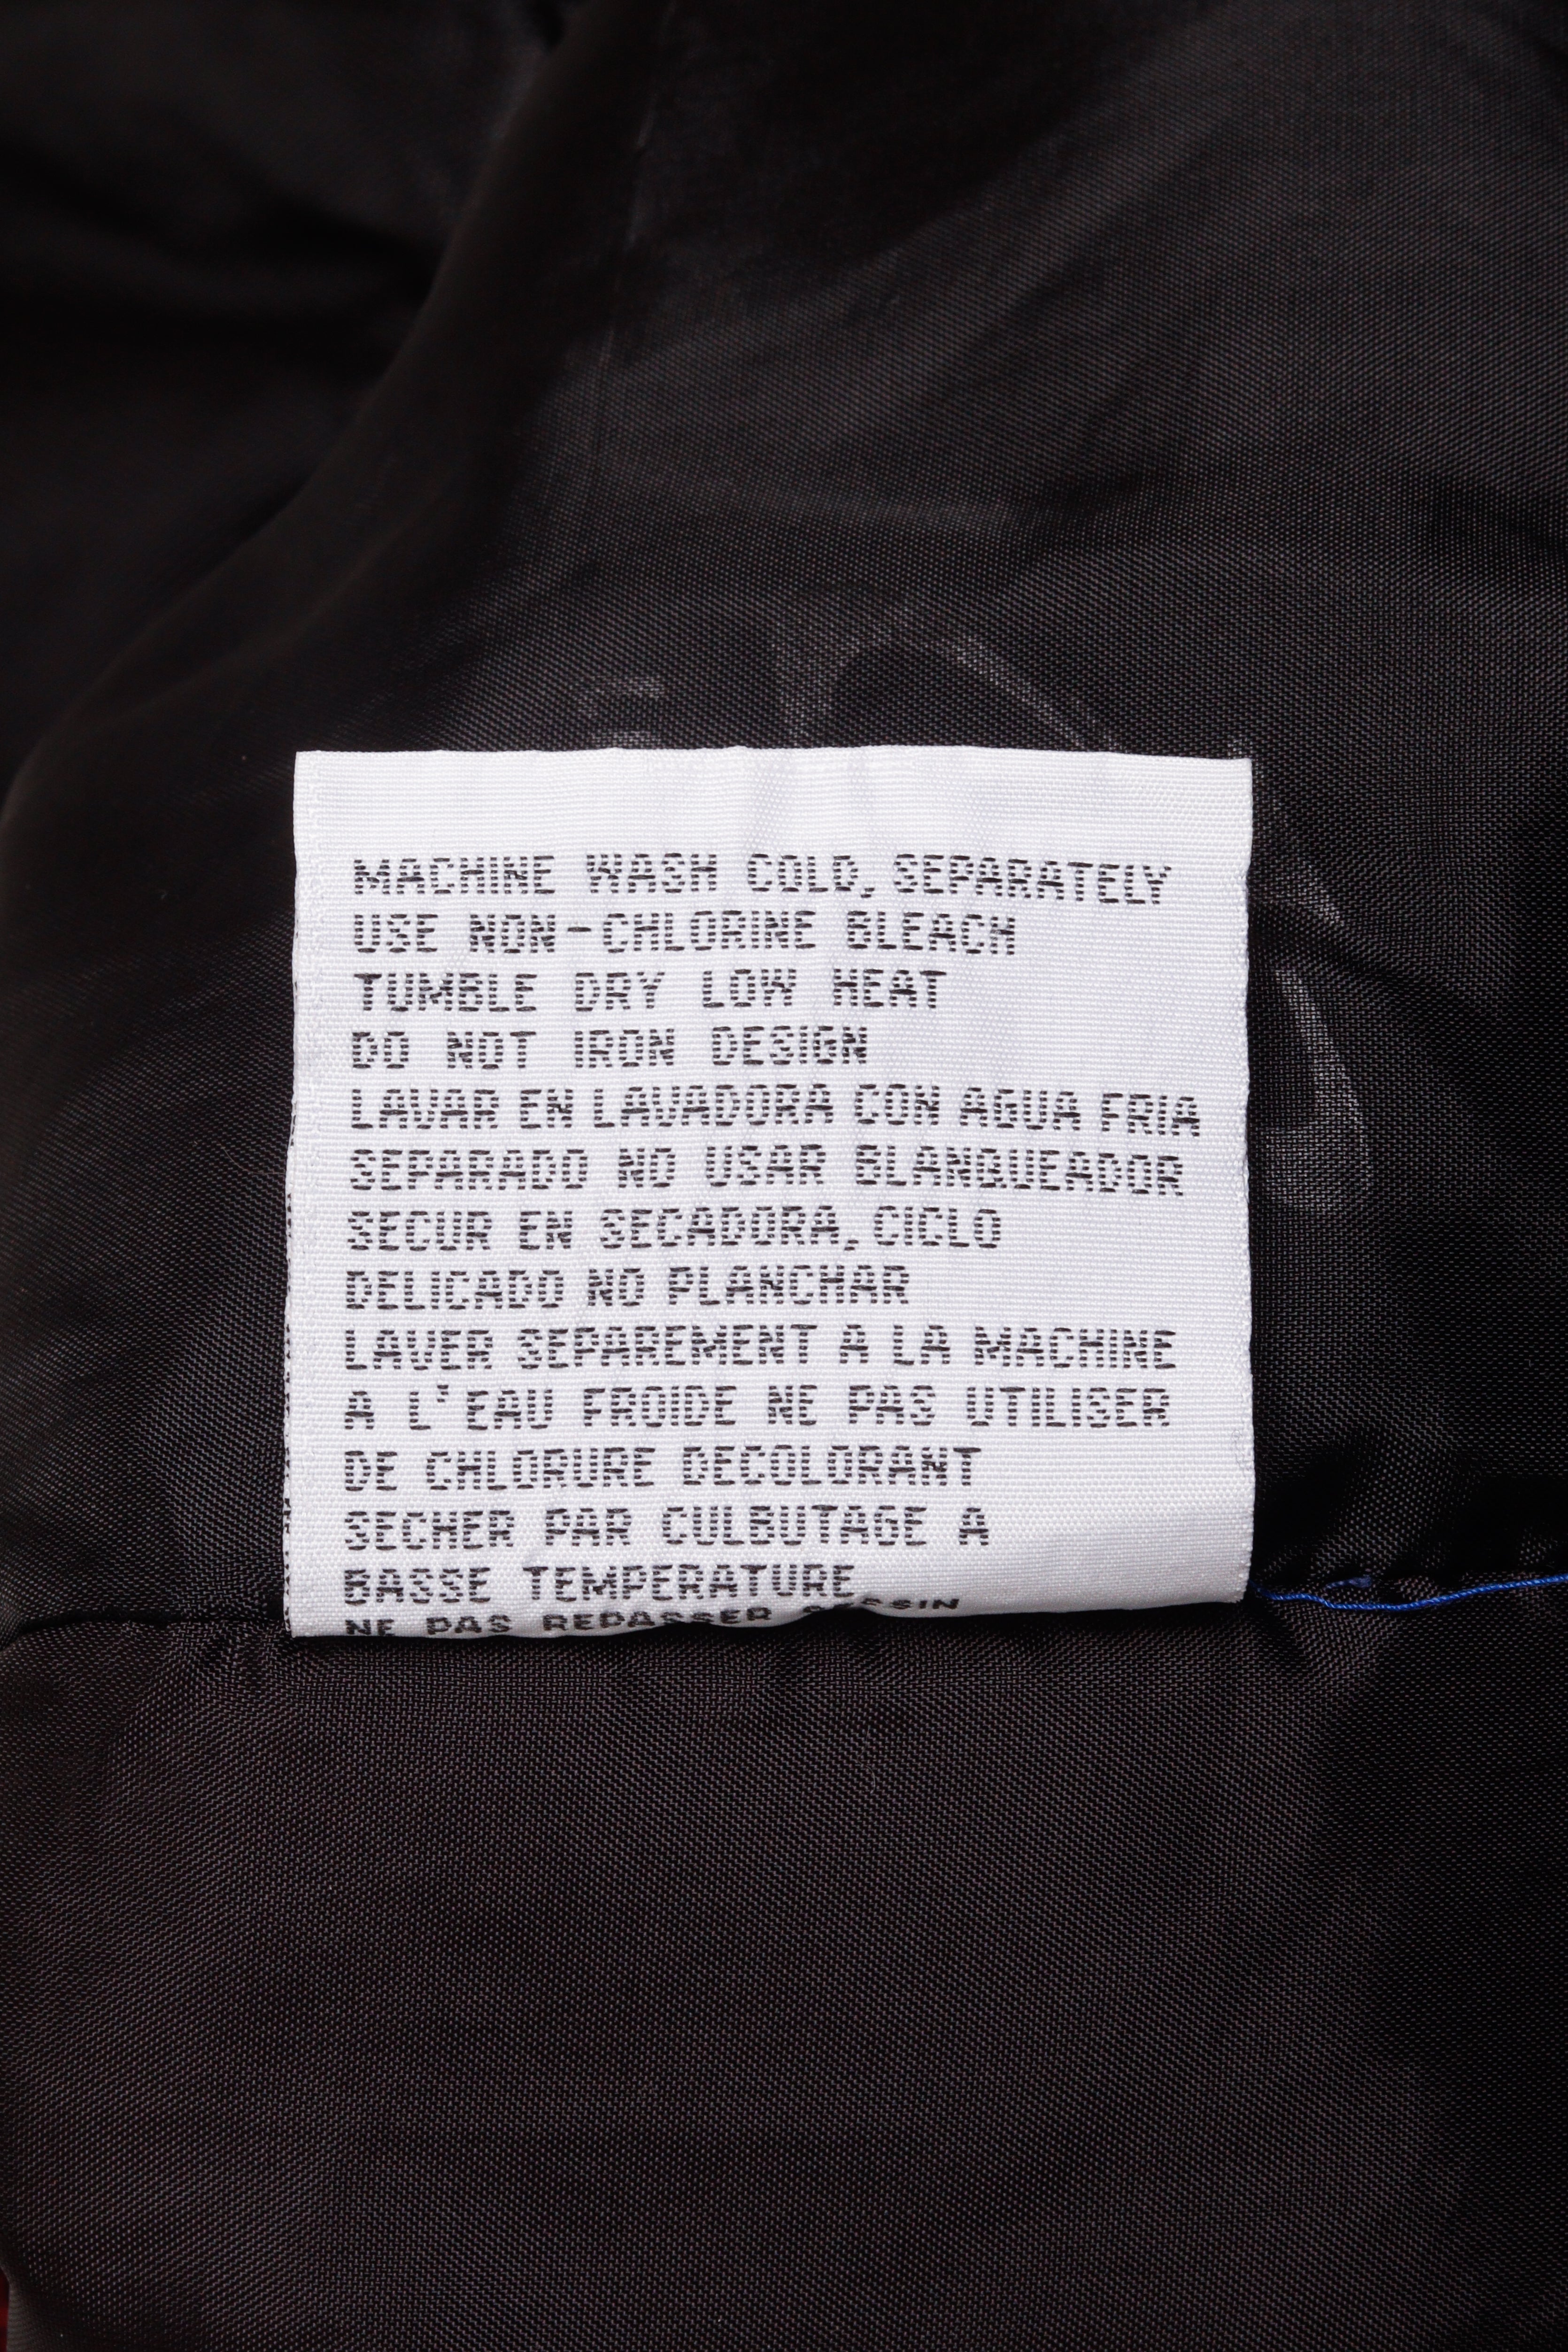 MACHINE WASH COLD, SEPARATELY
USE NON-CHLORINE BLEACH
TUMBLE DRY LOW HEAT
DO NOT IRON DESIGN
LAVAR EN LAVADORA CON AGUA FRIA
SEPARADO NO USAR BLANQUEADOR
SECUR EN SECADORA, CICLO
DELICADO NO PLANCHAR
LAVER SEPAREMENT A LA MACHINE
A L'EAU FROIDE NE PAS UTILISER
DE CHLORURE DECOLORANT
SECHER PAR CULBUTAGE A
BASSE TEMPERATURE
NE PAS REPASSER